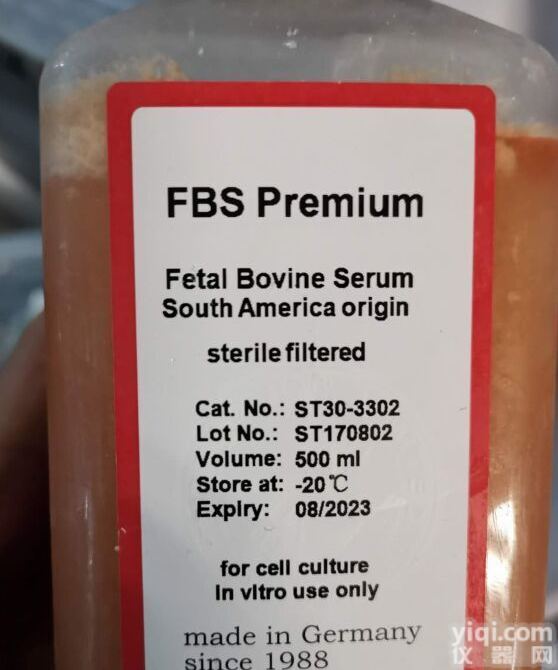 FBS Premium
Fetal Bovine Serum
South America origin
sterile filtered
Cat. No.: ST30-3302
Lot No.: ST170802
Volume: 500 ml
Store at: -20℃
Expiry: 08/2023
for cell culture
in vitro use only
made in Germany
since 1988
yiqi.com
仪器网